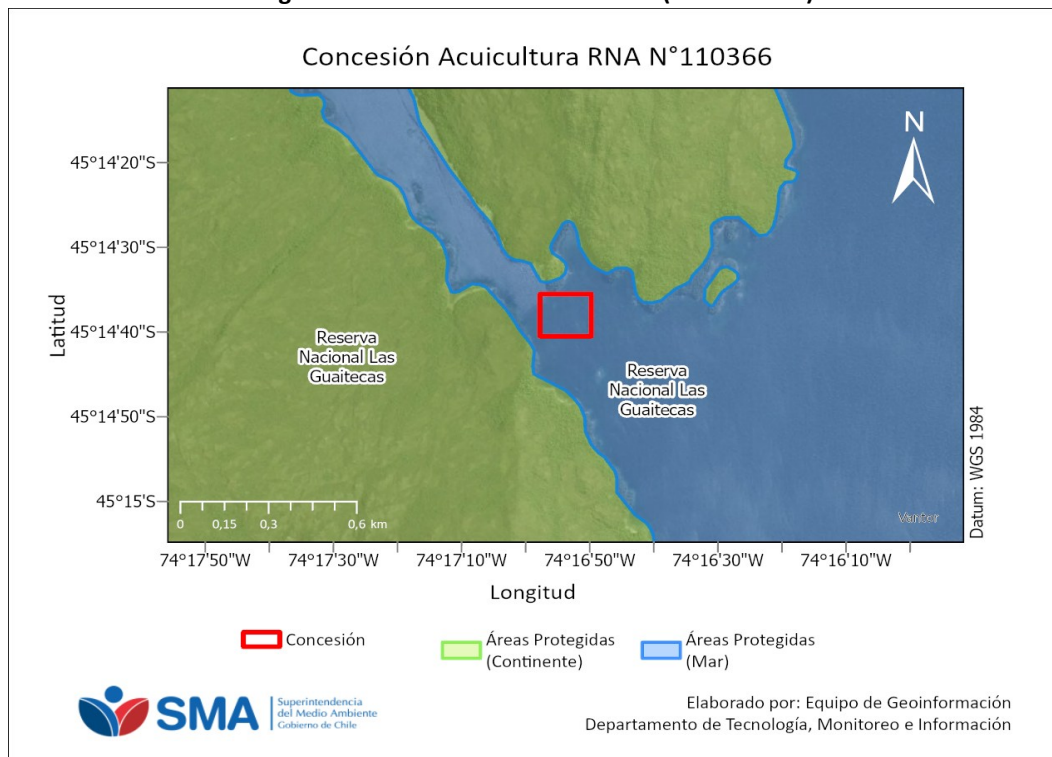 Concesión Acuicultura RNA N°110366
N
45°14'20"S
45°14'30"S
45°14'40"S
45°14'50"S
45°15'S
Latitud
Reserva
Nacional Las
Guaitecas
Reserva
Nacional Las
Guaitecas
Datum: WGS 1984
0 0,15 0,3 0,6 km
Vantor
74°17'50"W 74°17'30"W 74°17'10"W 74°16'50"W 74°16'30"W 74°16'10"W
Longitud
Concesión
Áreas Protegidas
(Continente)
Áreas Protegidas
(Mar)
SMA
Superintendencia
del Medio Ambiente
Gobierno de Chile
Elaborado por: Equipo de Geoinformación
Departamento de Tecnología, Monitoreo e Información